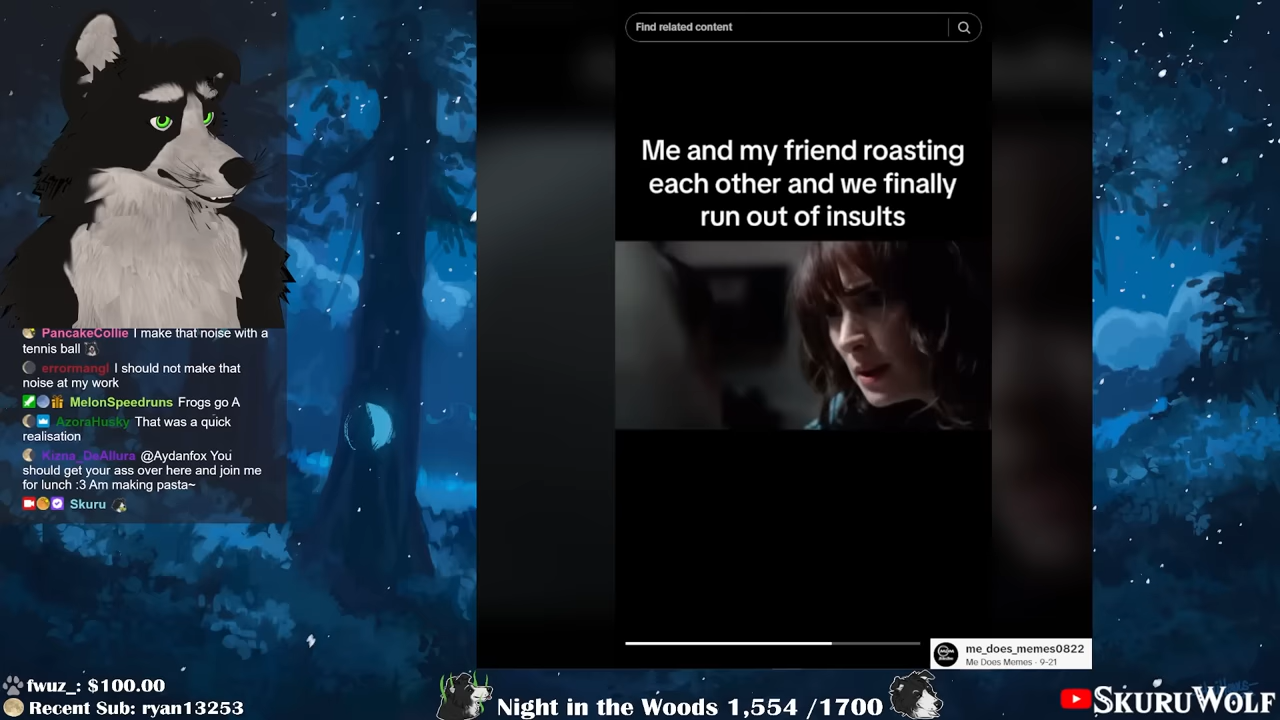 Find related content
Me and my friend roasting
each other and we finally
run out of insults
PancakeCollie I make that noise with a
tennis ball
errormangl I should not make that
noise at my work
MelonSpeedruns Frogs go A
AzoraHusky That was a quick
realisation
Kizna_DeAllura @Aydanfox You
should get your ass over here and join me
for lunch :3 Am making pasta~
Skuru
me_does_memes0822
Me Does Memes · 9-21
fwuz_: $100.00
Recent Sub: ryan13253
Night in the Woods 1,554 /1700
SkuruWolf